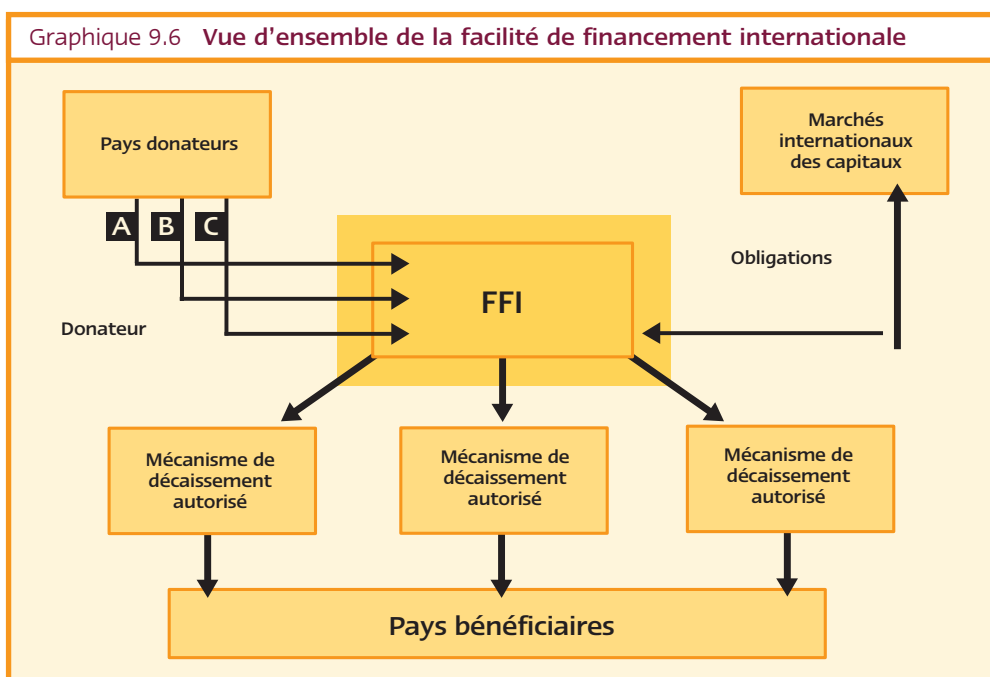 Graphique 9.6 Vue d’ensemble de la facilité de financement internationale
Pays donateurs
Marchés
internationaux
des capitaux
A B C
Obligations
FFI
Donateur
Mécanisme de
décaissement
autorisé
Mécanisme de
décaissement
autorisé
Mécanisme de
décaissement
autorisé
Pays bénéficiaires